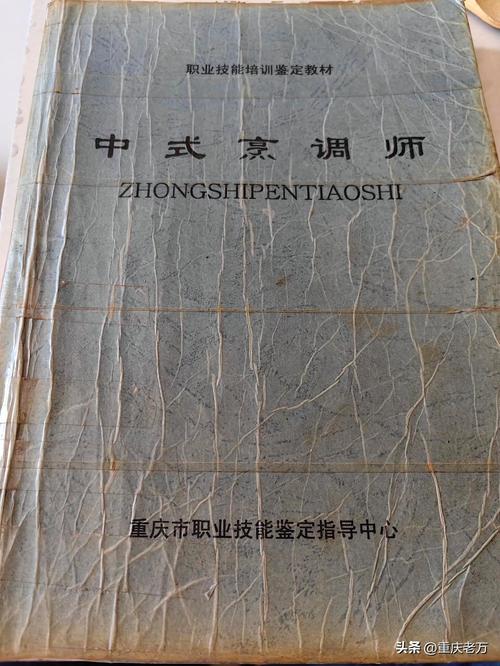 职业技能培训鉴定教材
中式烹调师
ZHONGSHIPENTIAOSHI
重庆市职业技能鉴定指导中心
头条 @重庆老万